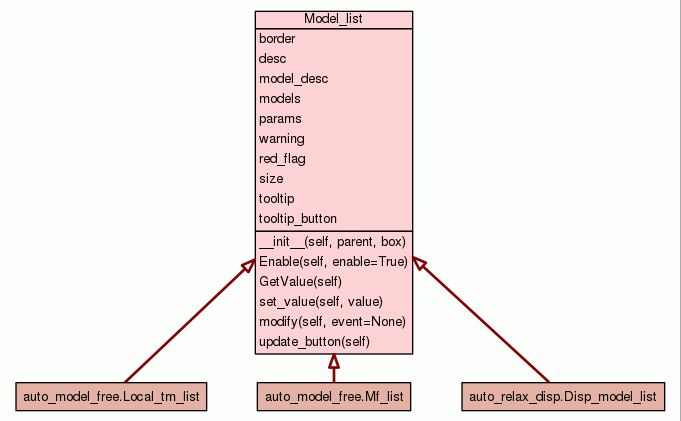 Model_list
border
desc
model_desc
models
params
warning
red_flag
size
tooltip
tooltip_button
__init__(self, parent, box)
Enable(self, enable=True)
GetValue(self)
set_value(self, value)
modify(self, event=None)
update_button(self)
auto_model_free.Local_tm_list
auto_model_free.Mf_list
auto_relax_disp.Disp_model_list